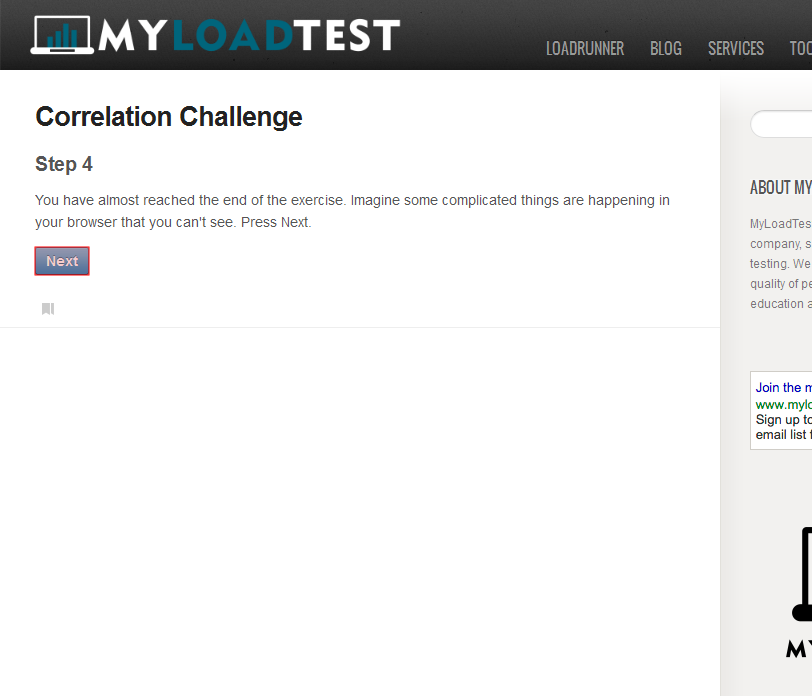 MYLOADTEST
LOADRUNNER BLOG SERVICES
Correlation Challenge
Step 4
You have almost reached the end of the exercise. Imagine some complicated things are happening in
your browser that you can't see. Press Next.
Next
ABOUT MY
MyLoadTes
company, s
testing. We
quality of pe
education a
Join the m
www.mylo
Sign up to
email list f